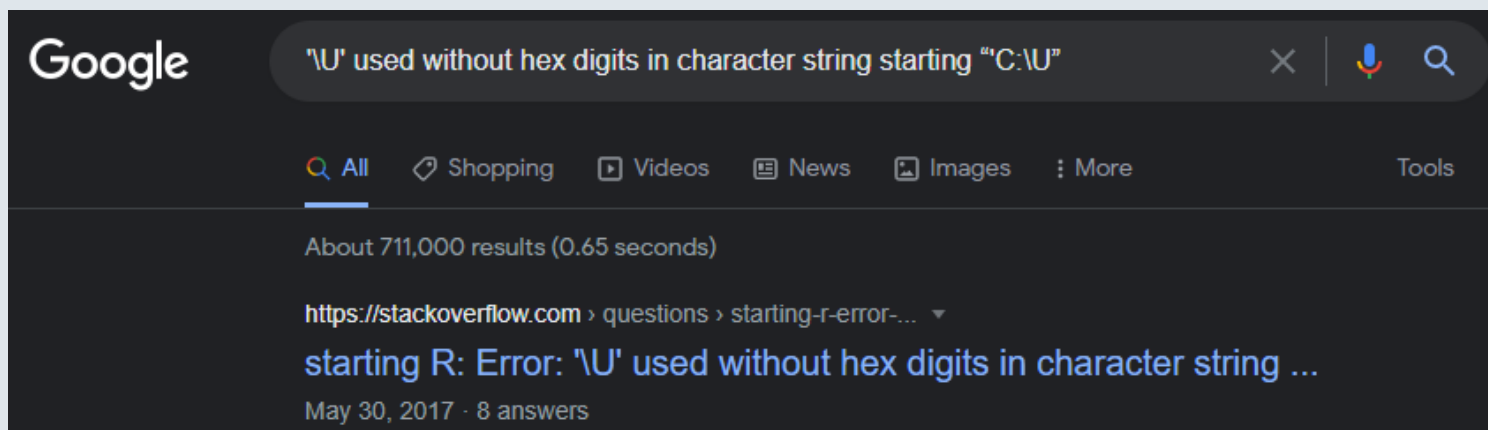 Google
'\U' used without hex digits in character string starting “'C:\U”
All Shopping Videos News Images More Tools
About 711,000 results (0.65 seconds)
https://stackoverflow.com › questions › starting-r-error-...
starting R: Error: '\U' used without hex digits in character string ...
May 30, 2017 · 8 answers